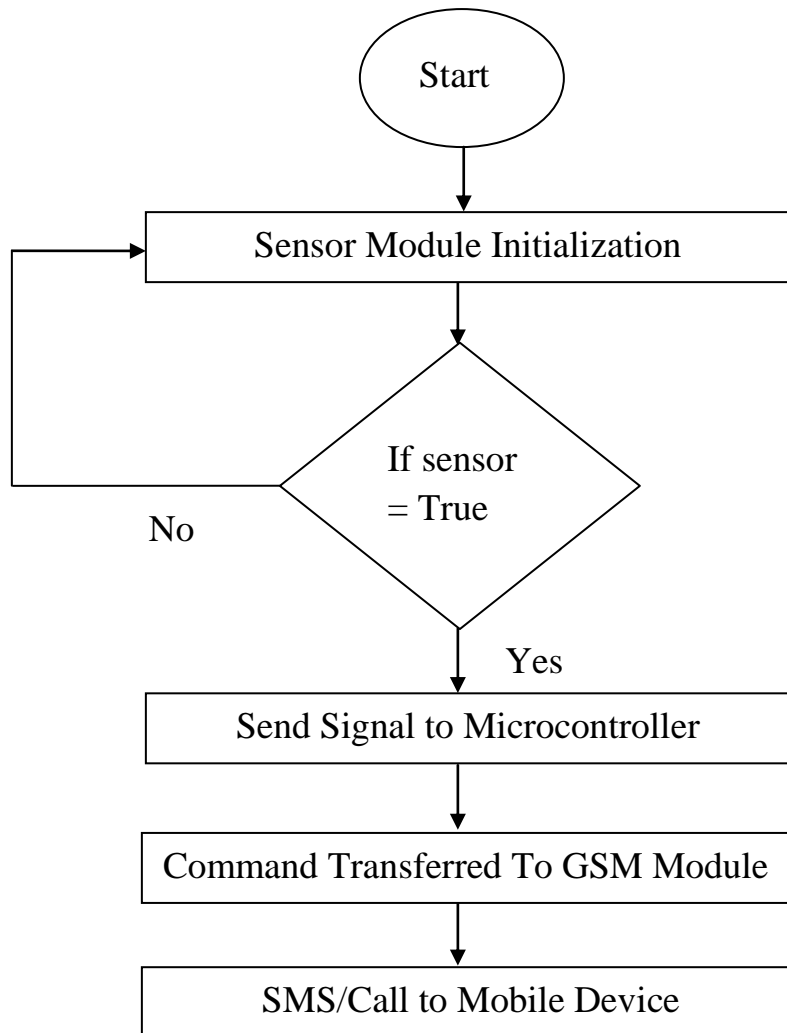 Start
Sensor Module Initialization
If sensor
= True
No
Yes
Send Signal to Microcontroller
Command Transferred To GSM Module
SMS/Call to Mobile Device